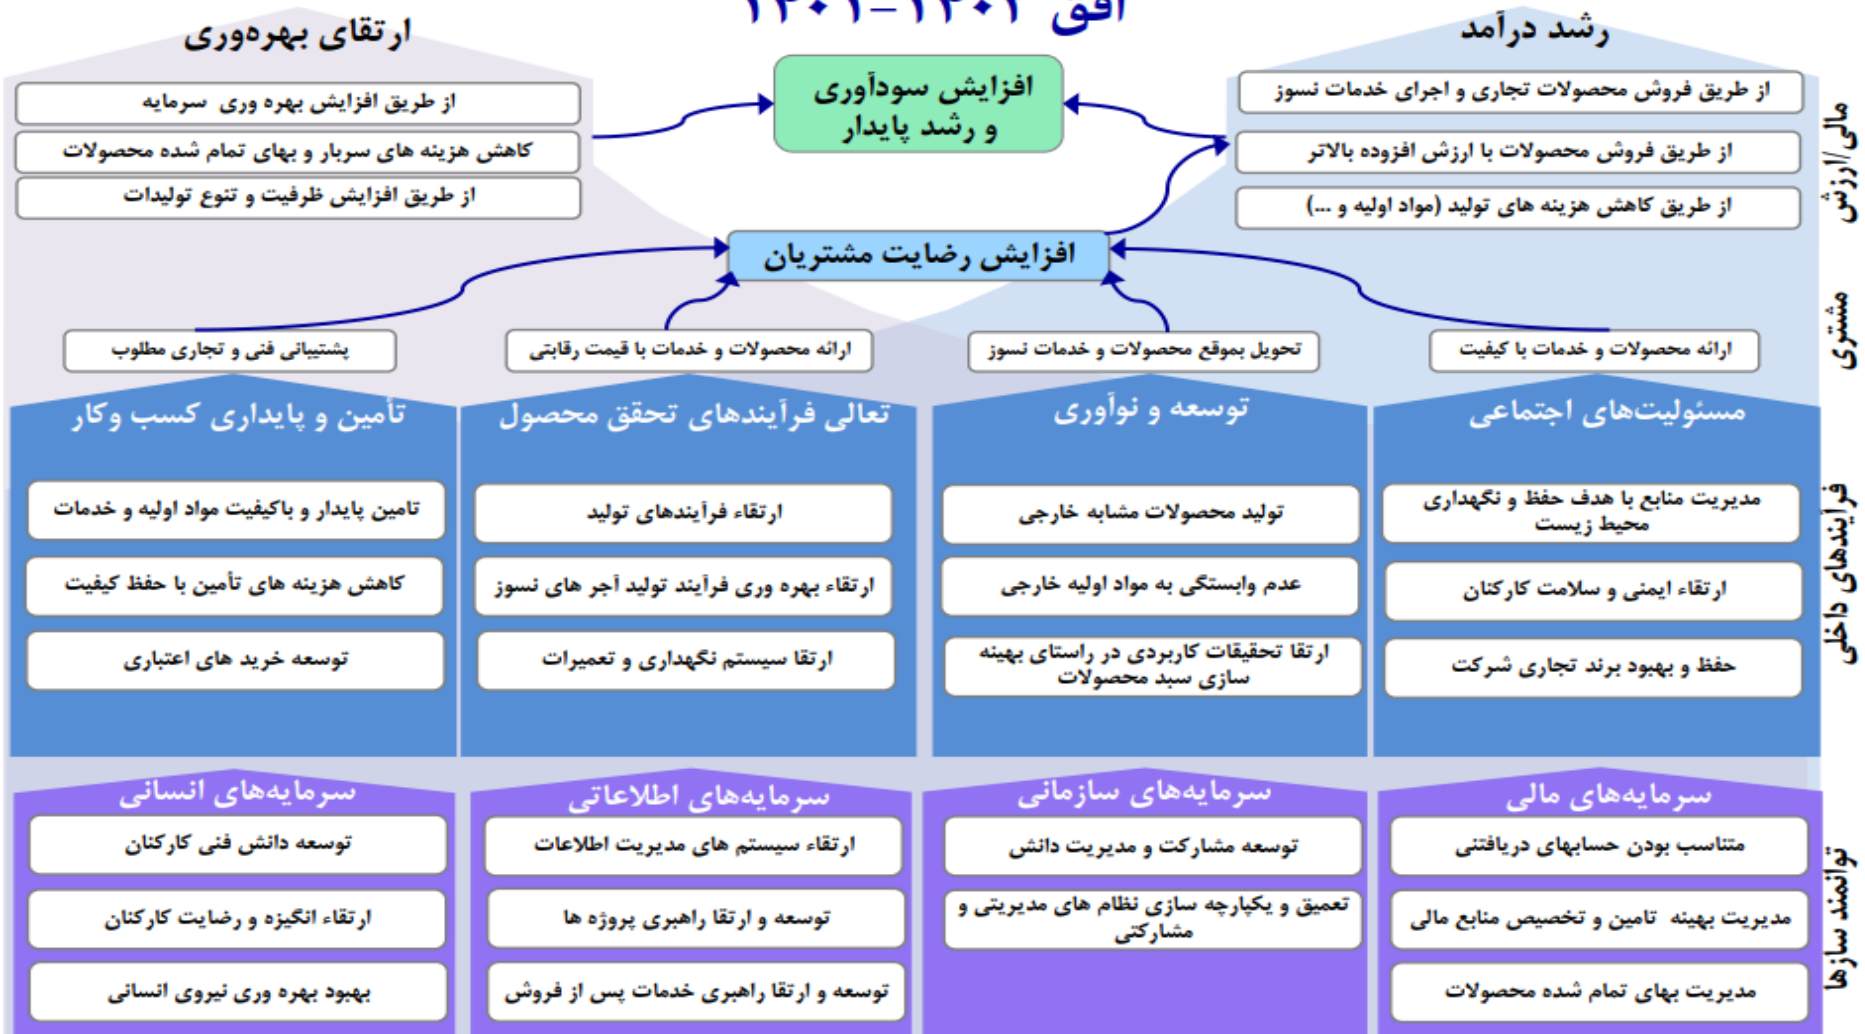 افق
رشد درآمد
از طریق فروش محصولات تجاری و اجرای خدمات نسوز
از طریق فروش محصولات با ارزش افزوده بالاتر
از طریق کاهش هزینه های تولید (مواد اولیه و ...)
افزایش سودآوری
و رشد پایدار
ارتقای بهره‌وری
از طریق افزایش بهره وری سرمایه
کاهش هزینه های سربار و بهای تمام شده محصولات
از طریق افزایش ظرفیت و تنوع تولیدات
مالی/ارزش
افزایش رضایت مشتریان
مشتری
ارائه محصولات و خدمات با کیفیت
تحویل بموقع محصولات و خدمات نسوز
ارائه محصولات و خدمات با قیمت رقابتی
پشتیبانی فنی و تجاری مطلوب
فرآیندهای داخلی
مسئولیت‌های اجتماعی
مدیریت منابع با هدف حفظ و نگهداری
محیط زیست
ارتقاء ایمنی و سلامت کارکنان
حفظ و بهبود برند تجاری شرکت
توسعه و نوآوری
تولید محصولات مشابه خارجی
عدم وابستگی به مواد اولیه خارجی
ارتقا تحقیقات کاربردی در راستای بهینه
سازی سبد محصولات
تعالی فرآیندهای تحقق محصول
ارتقاء فرآیندهای تولید
ارتقاء بهره وری فرآیند تولید آجر های نسوز
ارتقا سیستم نگهداری و تعمیرات
تأمین و پایداری کسب وکار
تامین پایدار و باکیفیت مواد اولیه و خدمات
کاهش هزینه های تأمین با حفظ کیفیت
توسعه خرید های اعتباری
توانمند سازها
سرمایه‌های مالی
متناسب بودن حسابهای دریافتنی
مدیریت بهینه تامین و تخصیص منابع مالی
مدیریت بهای تمام شده محصولات
سرمایه‌های سازمانی
توسعه مشارکت و مدیریت دانش
تعمیق و یکپارچه سازی نظام های مدیریتی و
مشارکتی
سرمایه‌های اطلاعاتی
ارتقاء سیستم های مدیریت اطلاعات
توسعه و ارتقا راهبری پروژه ها
توسعه و ارتقا راهبری خدمات پس از فروش
سرمایه‌های انسانی
توسعه دانش فنی کارکنان
ارتقاء انگیزه و رضایت کارکنان
بهبود بهره وری نیروی انسانی